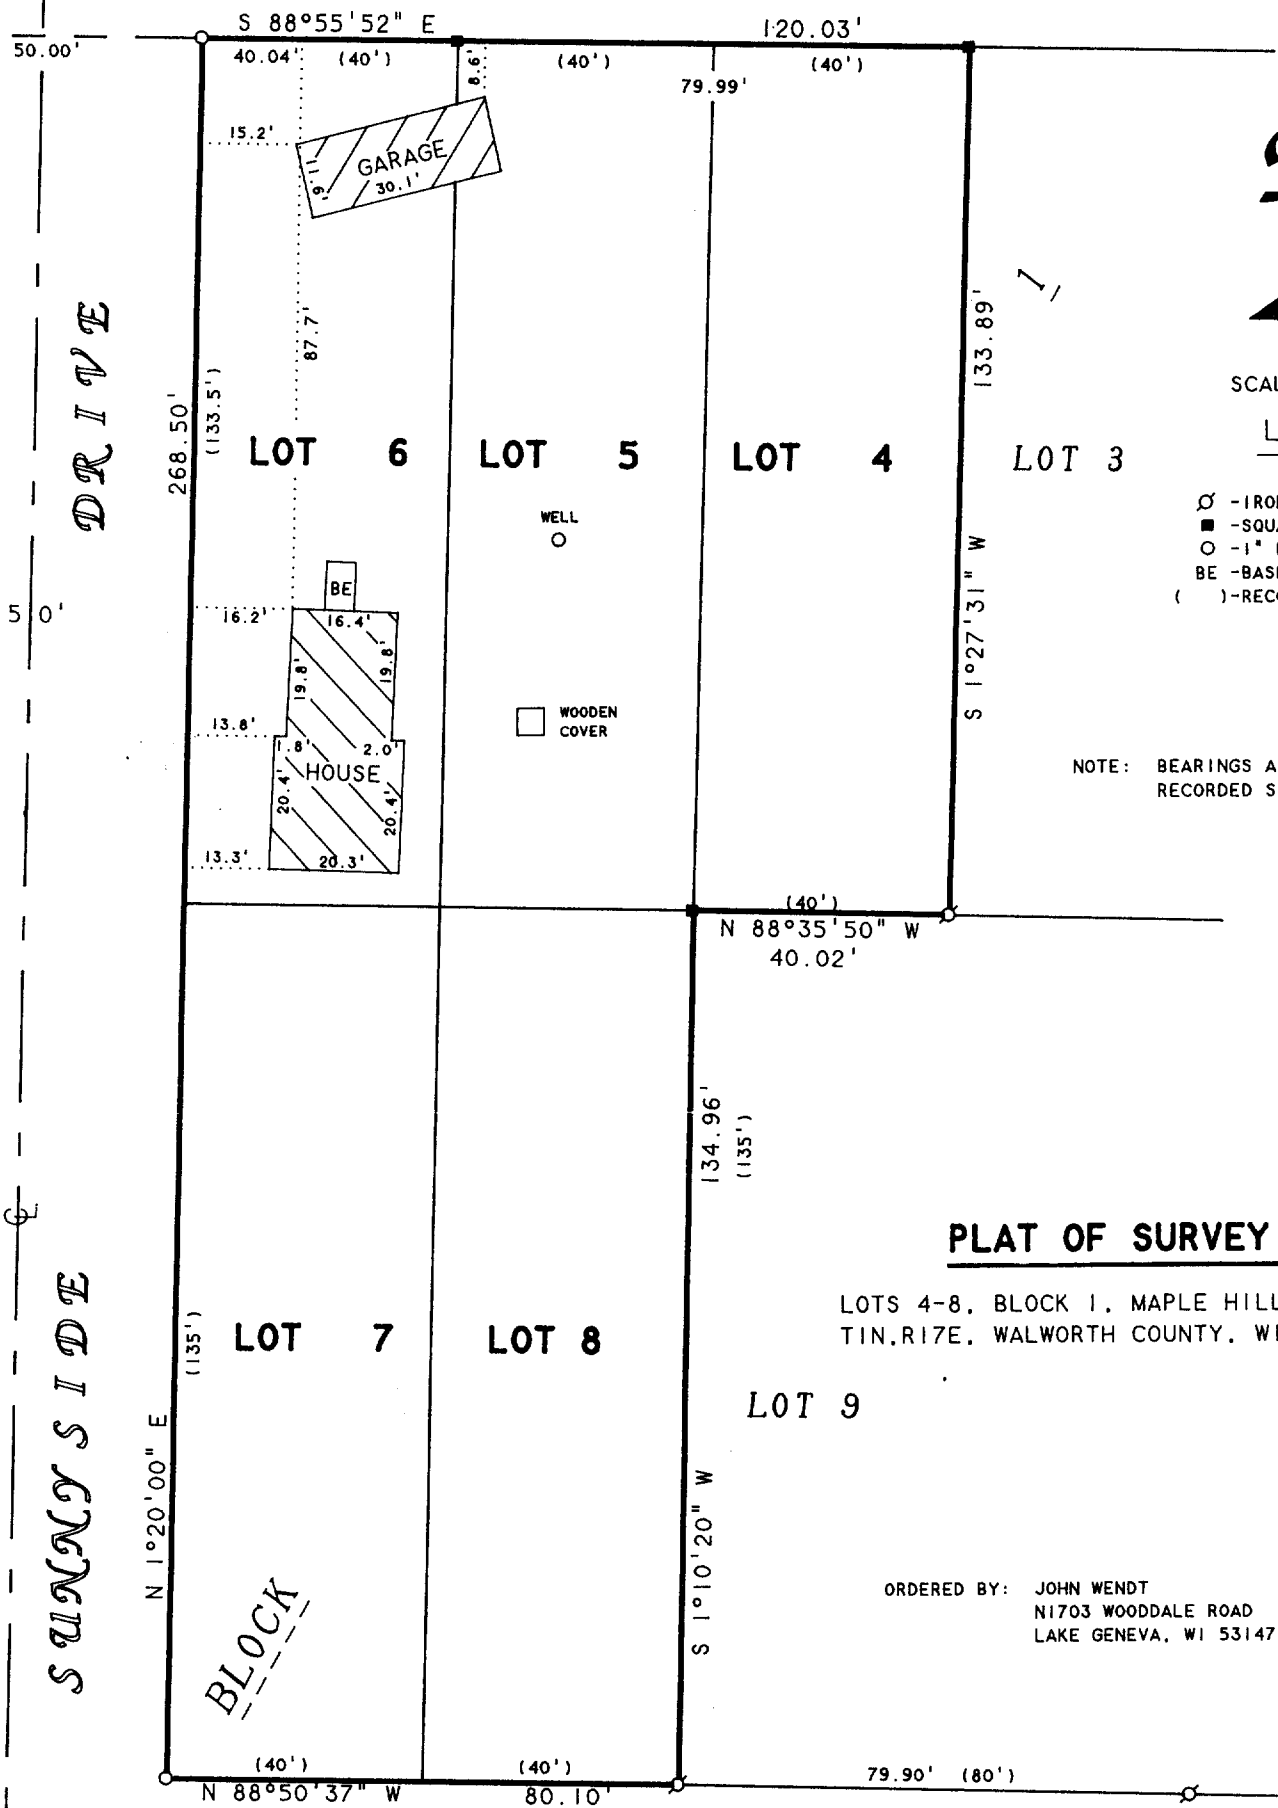 S 88°55'52" E
120.03'
50.00'
40.04'
(40')
(40')
(40')
8.6'
79.99'
15.2'
GARAGE
11.9'
30.1'
DRIVE
87.7'
133.89'
1
268.50'
(133.5')
SCAL
L
LOT 6
LOT 5
LOT 4
LOT 3
WELL
-IRO
-SQU
-1"
BE -BAS
( )-REC
BE
50'
16.2'
16.4'
19.8'
19.8'
S 1°27'31" W
13.8'
WOODEN
COVER
1.8'
2.0'
HOUSE
20.4'
20.4'
NOTE: BEARINGS A
RECORDED S
13.3'
20.3'
(40')
N 88°35'50" W
40.02'
134.96'
(135')
PLAT OF SURVEY
LOTS 4-8, BLOCK 1, MAPLE HILL
T1N,R17E, WALWORTH COUNTY, WI
(135')
LOT 7
LOT 8
LOT 9
SUNNYSIDE
N 1°20'00" E
S 1°10'20" W
BLOCK
ORDERED BY: JOHN WENDT
N1703 WOODDALE ROAD
LAKE GENEVA, WI 53147
(40')
(40')
N 88°50'37" W
80.10'
79.90' (80')